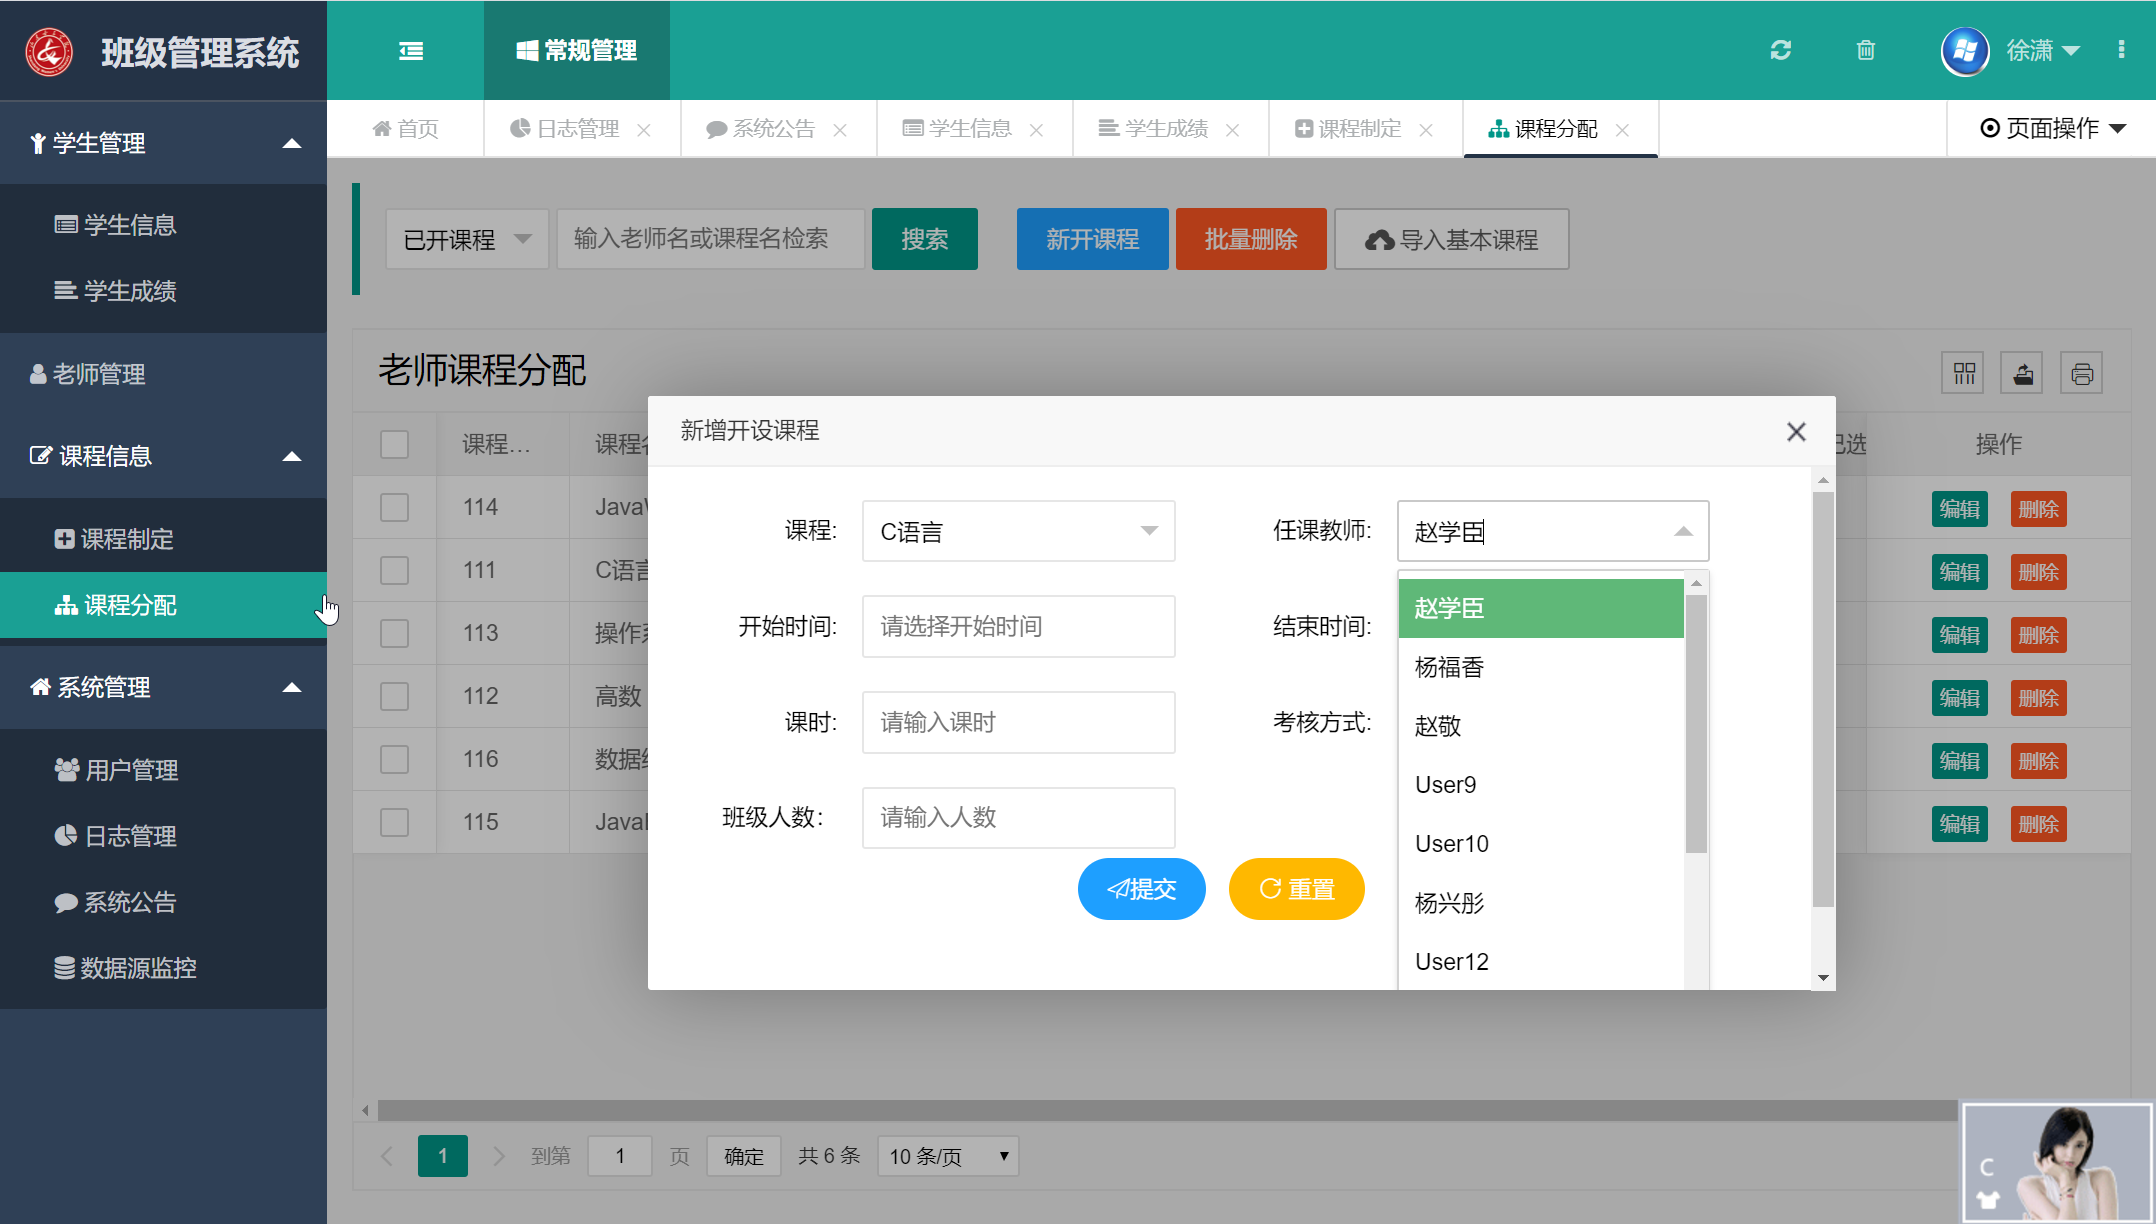 班级管理系统
常规管理
徐潇
首页
日志管理
系统公告
学生信息
学生成绩
课程制定
课程分配
页面操作
学生管理
学生信息
学生成绩
老师管理
课程信息
课程制定
课程分配
系统管理
用户管理
日志管理
系统公告
数据源监控
已开课程
输入老师名或课程名检索
搜索
新开课程
批量删除
导入基本课程
老师课程分配
课程...
课程
已选
操作
114
Java
编辑 删除
111
C语言
编辑 删除
113
操作
编辑 删除
112
高数
编辑 删除
116
数据
编辑 删除
115
Java
编辑 删除
新增开设课程
课程:
C语言
任课教师:
赵学臣
开始时间:
请选择开始时间
结束时间:
课时:
请输入课时
考核方式:
班级人数:
请输入人数
赵学臣
杨福香
赵敬
User9
User10
杨兴彤
User12
提交
重置
1
到第
1
页
确定
共 6 条
10 条/页
C